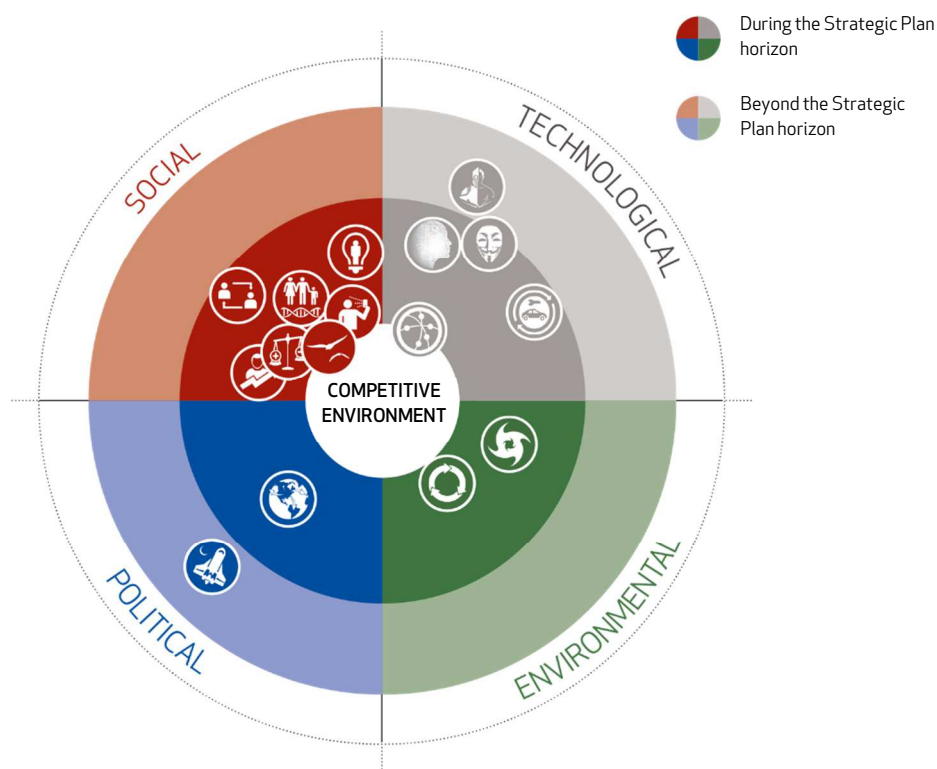 During the Strategic Plan
horizon
Beyond the Strategic
Plan horizon
SOCIAL
TECHNOLOGICAL
COMPETITIVE
ENVIRONMENT
POLITICAL
ENVIRONMENTAL